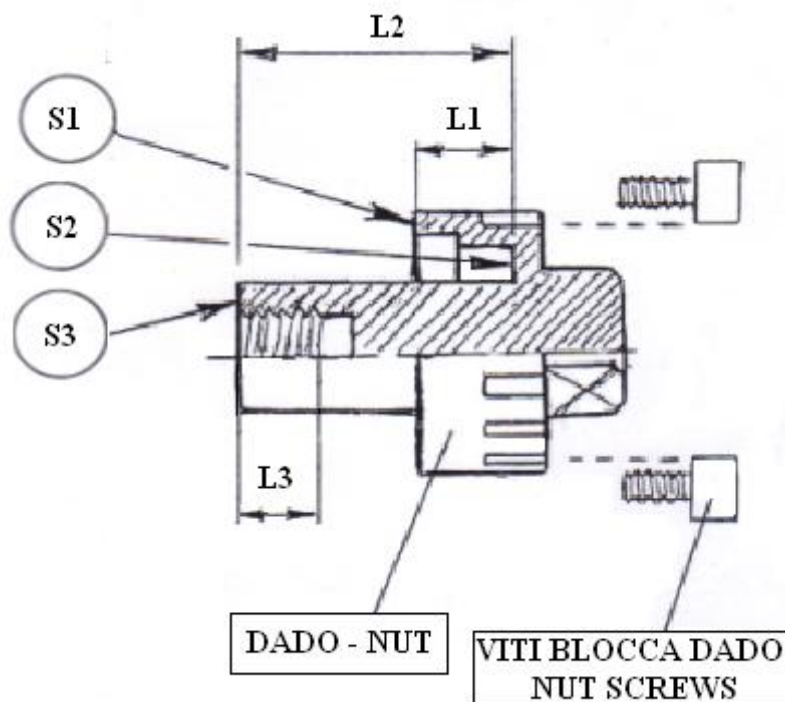 L2
S1
L1
S2
S3
L3
DADO - NUT
VITI BLOCCA DADO
NUT SCREWS